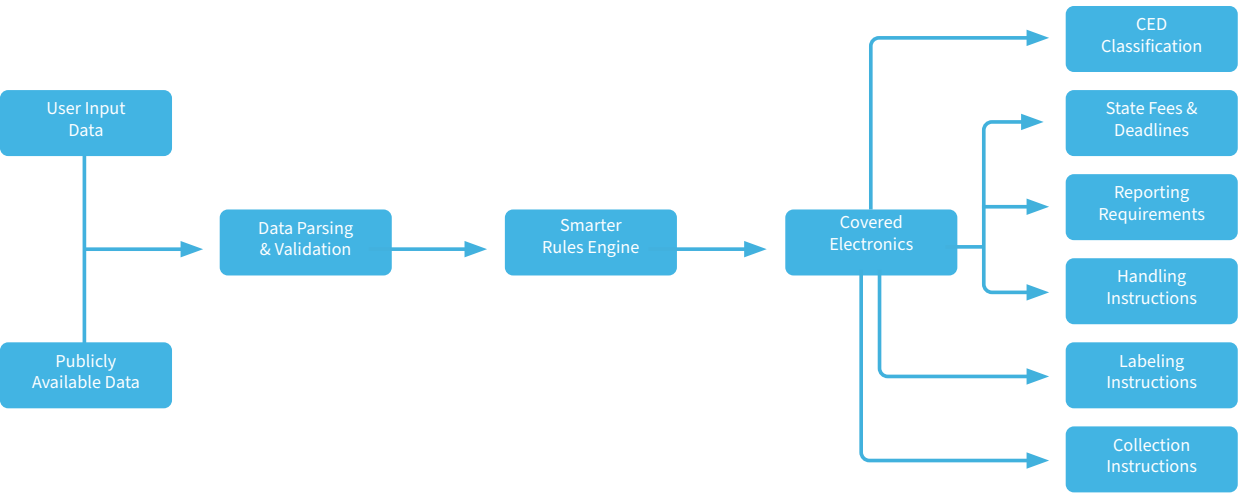 User Input
Data
Publicly
Available Data
Data Parsing
& Validation
Smarter
Rules Engine
Covered
Electronics
CED
Classification
State Fees &
Deadlines
Reporting
Requirements
Handling
Instructions
Labeling
Instructions
Collection
Instructions